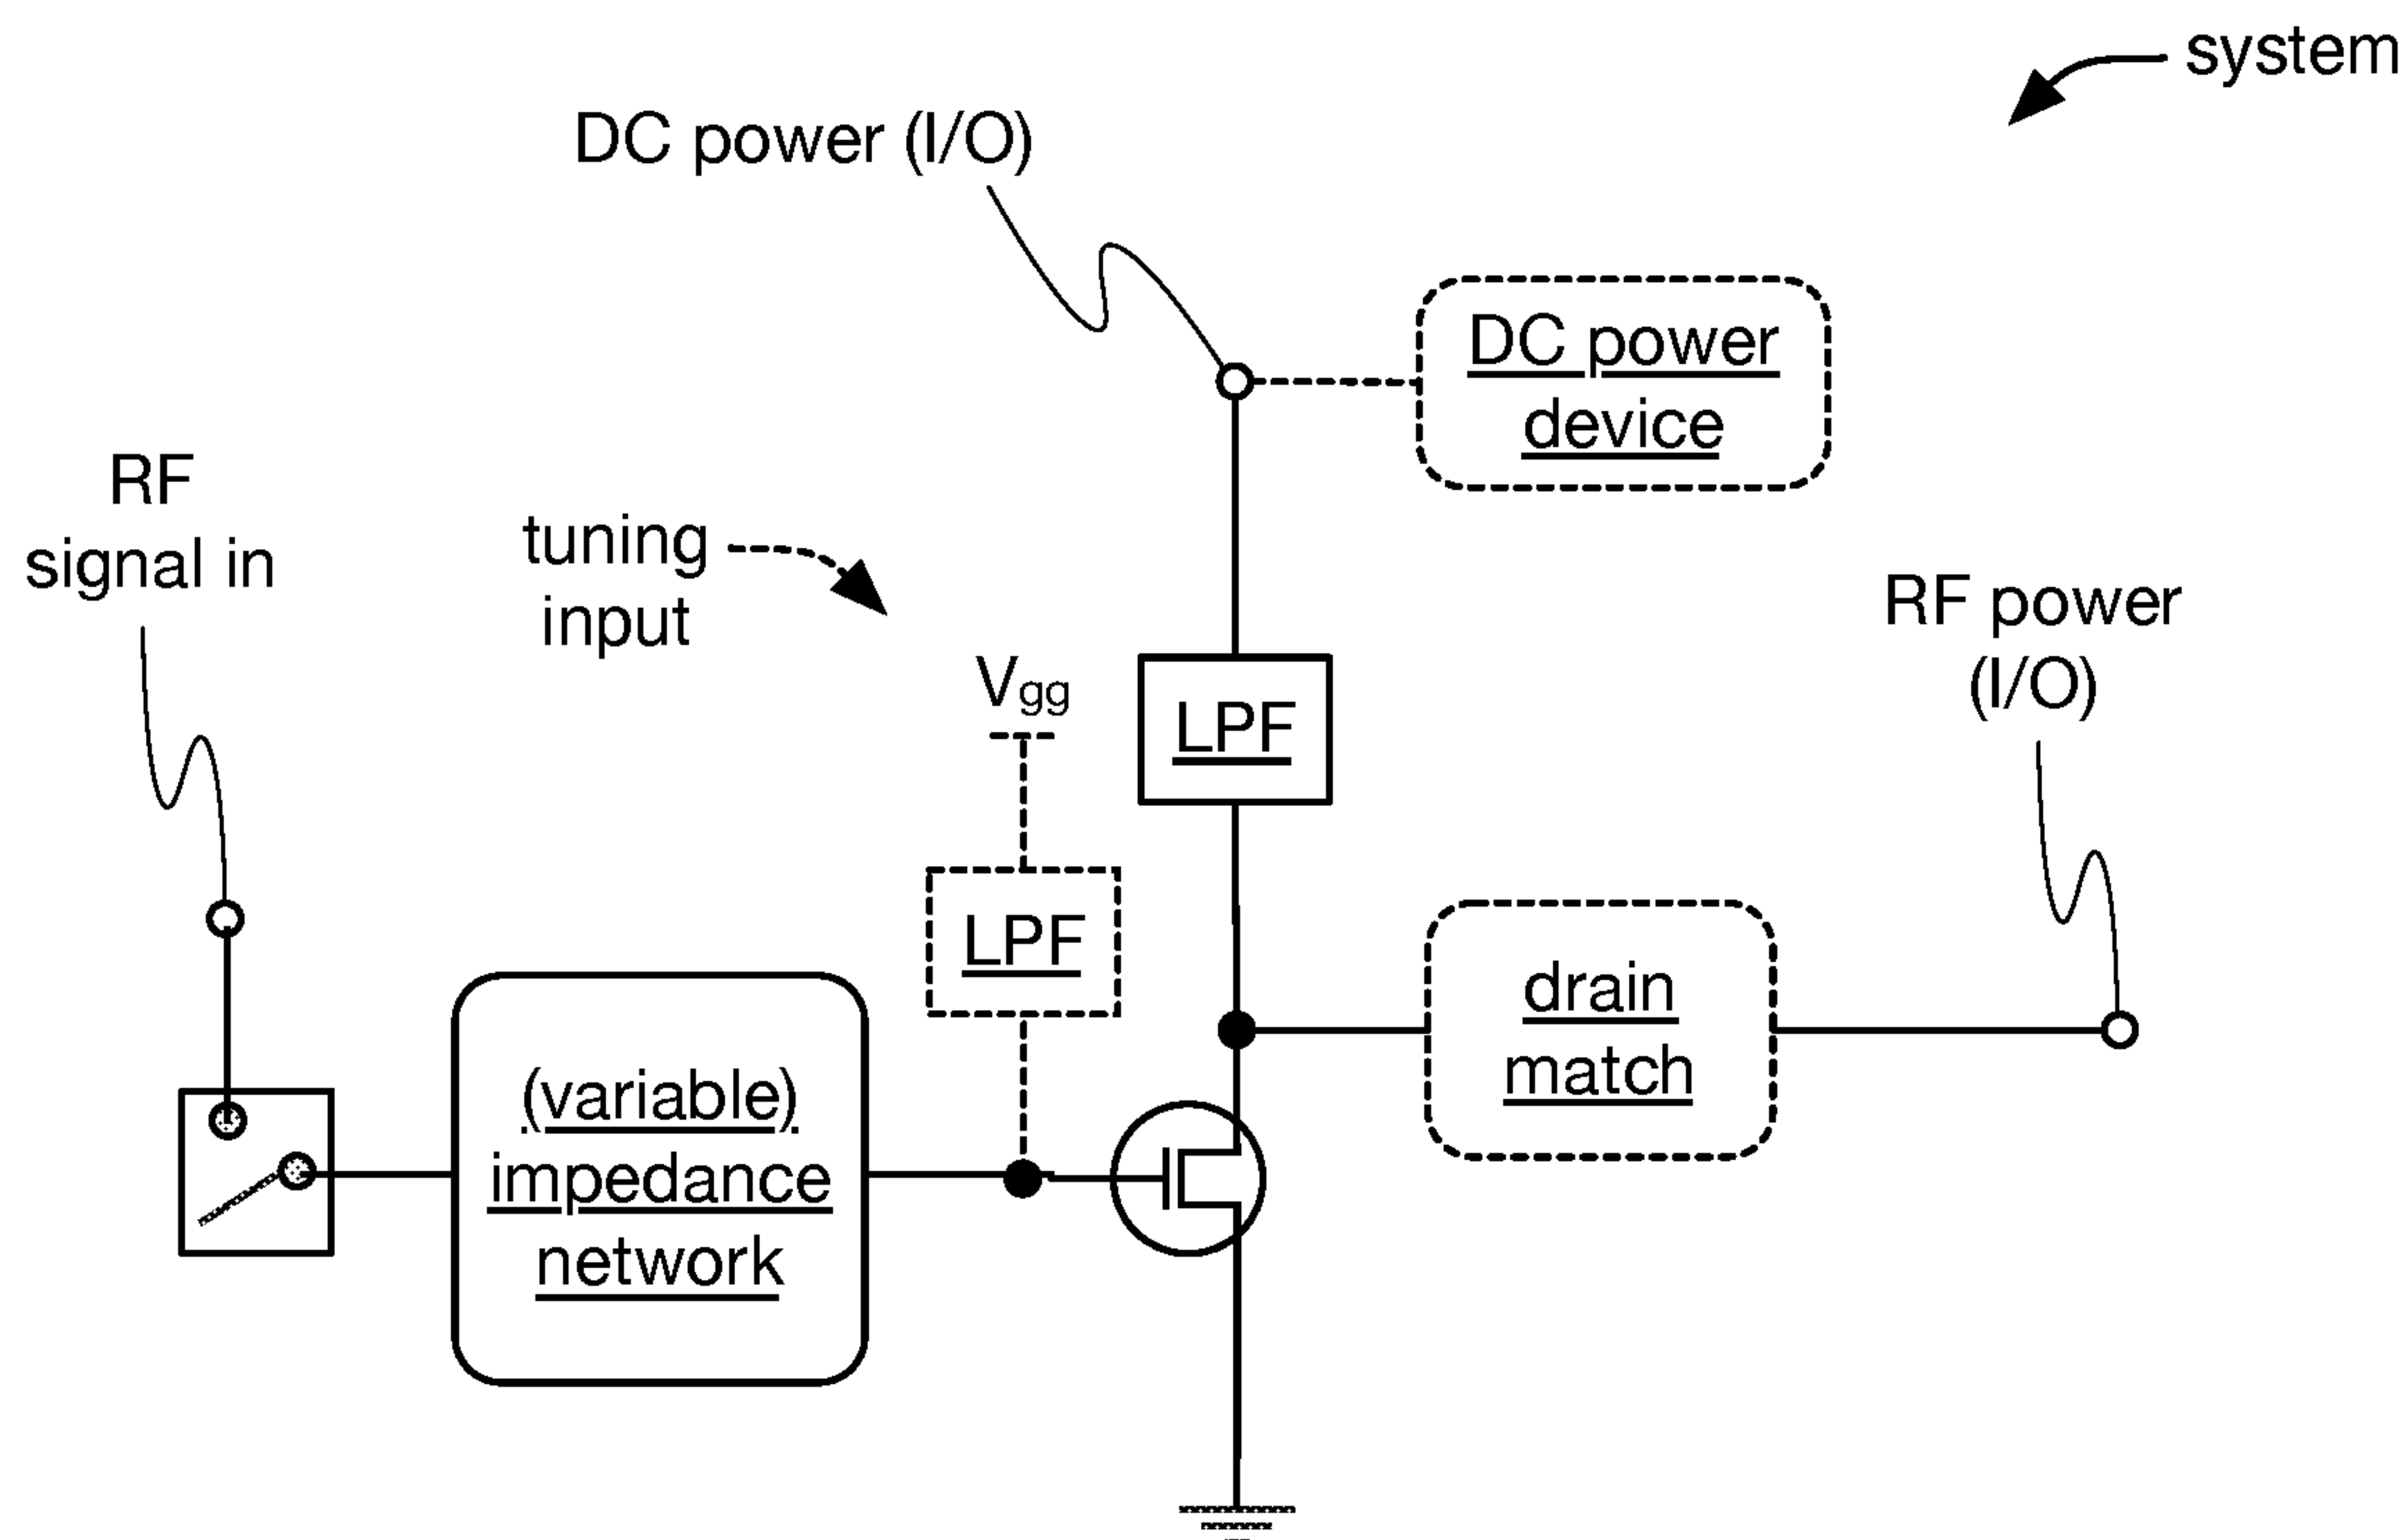 system
DC power (I/O)
DC power
device
RF
signal in
tuning
input
RF power
(I/O)
Vgg
LPF
LPF
drain
match
(variable)
impedance
network